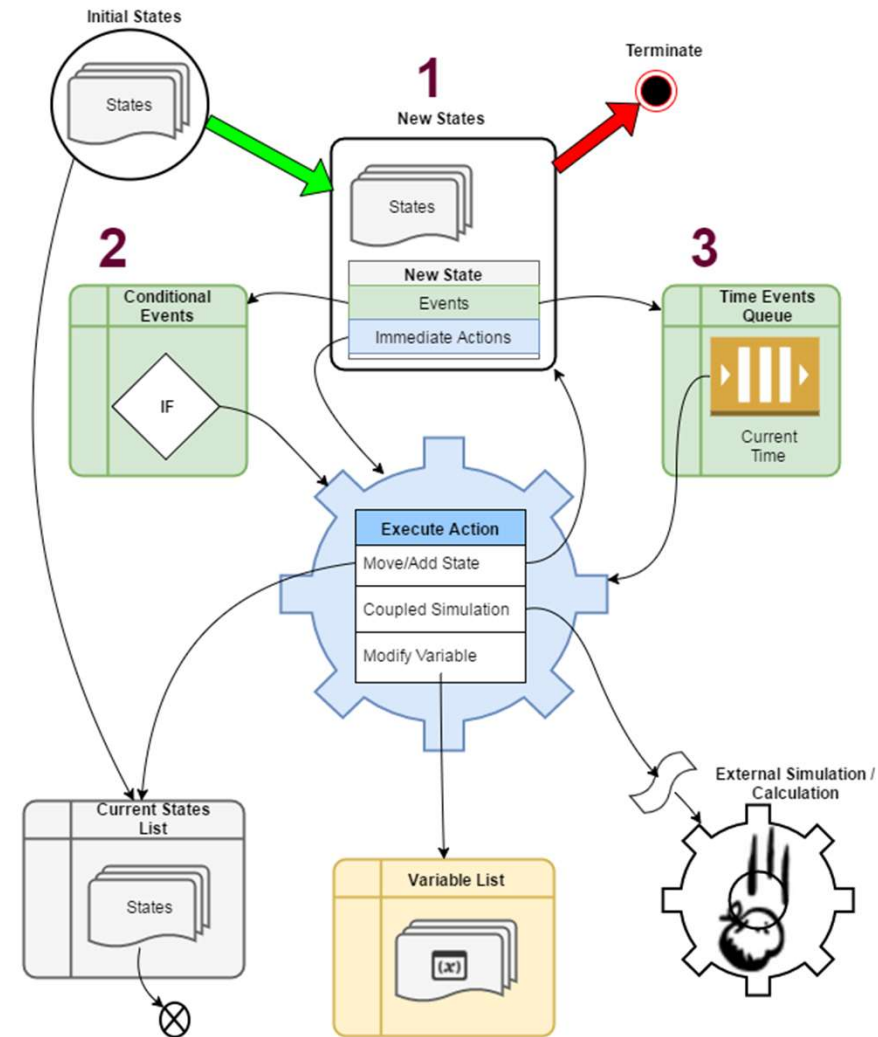 Initial States
States
1
Terminate
New States
States
New State
Events
Immediate Actions
2
Conditional
Events
IF
3
Time Events
Queue
Current
Time
Execute Action
Move/Add State
Coupled Simulation
Modify Variable
Current States
List
States
Variable List
(x)
External Simulation /
Calculation